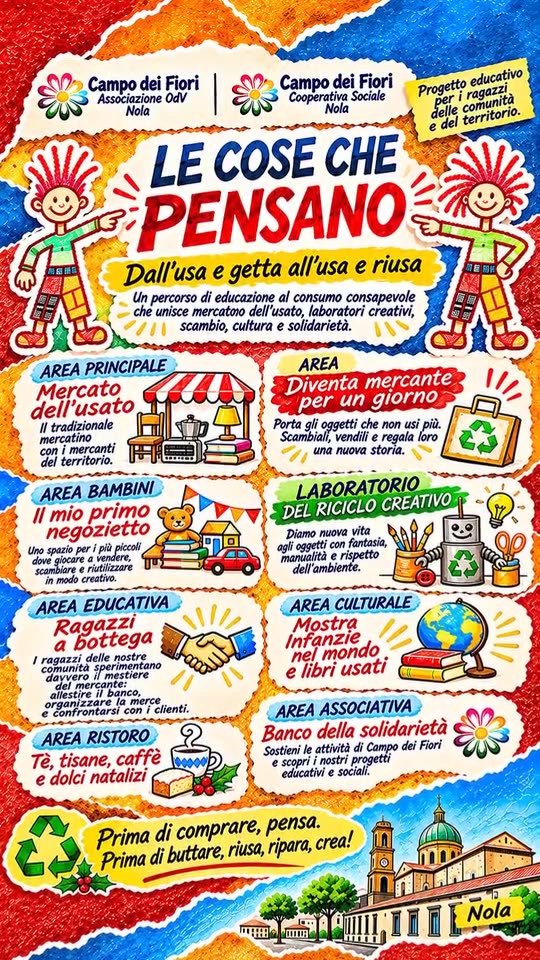 Campo dei Fiori
Associazione OdV
Nola
Campo dei Fiori
Cooperativa Sociale
Nola
Progetto educativo
per i ragazzi
delle comunità
e del territorio.
LE COSE CHE
PENSANO
Dall'usa e getta all'usa e riusa
Un percorso di educazione al consumo consapevole
che unisce mercatono dell'usato, laboratori creativi,
scambio, cultura e solidarietà.
AREA PRINCIPALE
Mercato
dell'usato
Il tradizionale
mercatino
con i mercanti
del territorio.
AREA
Diventa mercante
per un giorno
Porta gli oggetti che non usi più.
Scambiali, vendili e regala loro
una nuova storia.
AREA BAMBINI
Il mio primo
negozietto
Uno spazio per i più piccoli
dove giocare a vendere,
scambiare e riutilizzare
in modo creativo.
LABORATORIO
DEL RICICLO CREATIVO
Diamo nuova vita
agli oggetti con fantasia,
manualità e rispetto
dell'ambiente.
AREA EDUCATIVA
Ragazzi
a bottega
I ragazzi delle nostre
comunità sperimentano
davvero il mestiere
del mercante:
allestire il banco,
organizzare la merce
e confrontarsi con i clienti.
AREA CULTURALE
Mostra
Infanzie
nel mondo
e libri usati
AREA RISTORO
Tè, tisane, caffè
e dolci natalizi
AREA ASSOCIATIVA
Banco della solidarietà
Sostieni le attività di Campo dei Fiori
e scopri i nostri progetti
educativi e sociali.
Prima di comprare, pensa.
Prima di buttare, riusa, ripara, crea!
Nola